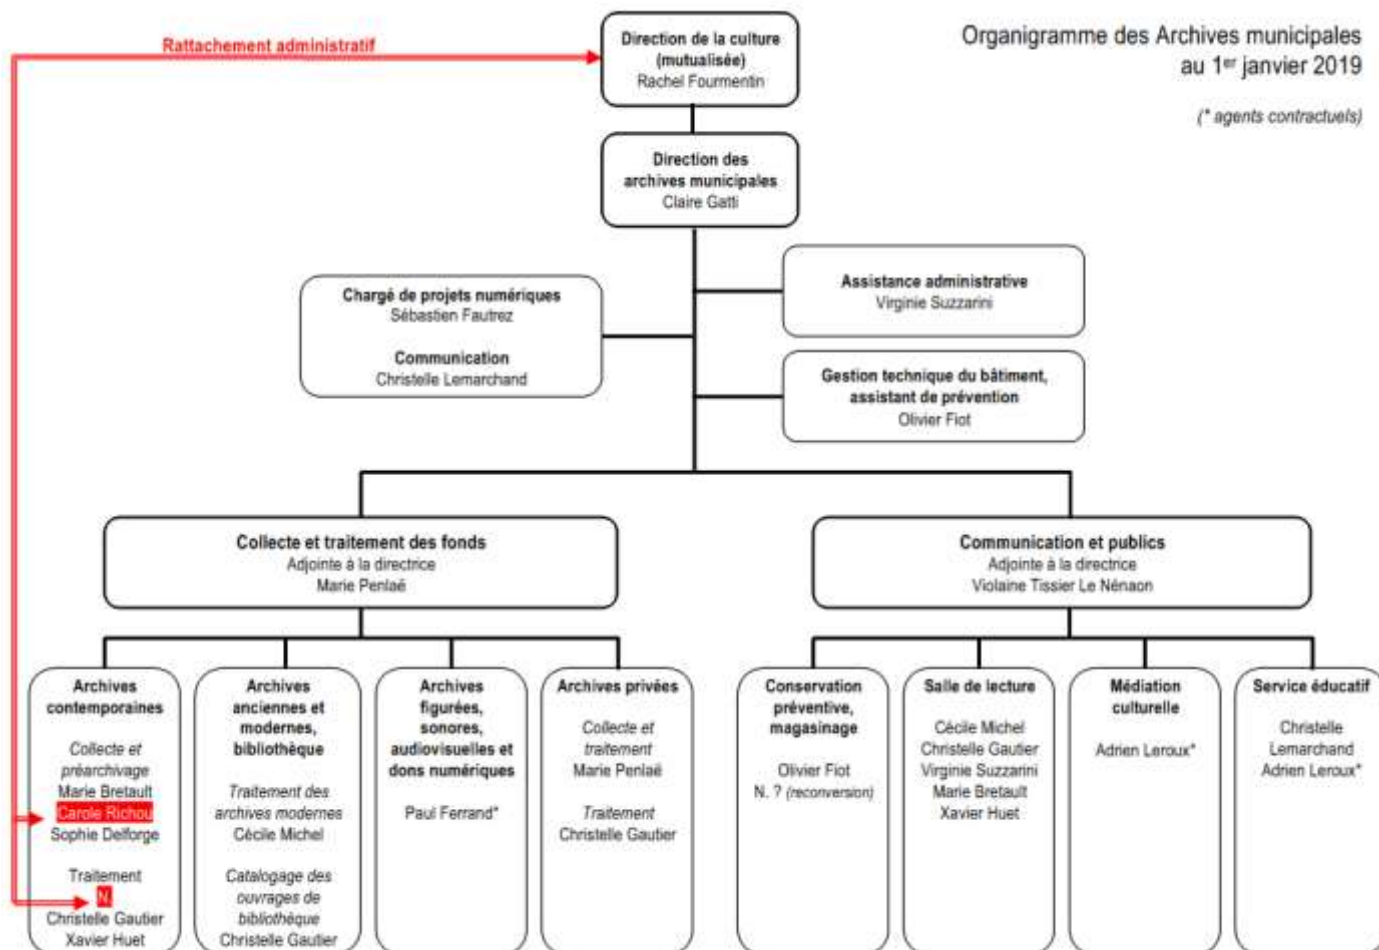 Rattachement administratif
Direction de la culture
(mutualisée)
Rachel Fourmentin
Organigramme des Archives municipales
au 1er janvier 2019
(* agents contractuels)
Direction des
archives municipales
Claire Gatti
Chargé de projets numériques
Sébastien Fautrez
Communication
Christelle Lemarchand
Assistance administrative
Virginie Suzzarini
Gestion technique du bâtiment,
assistant de prévention
Olivier Fiot
Collecte et traitement des fonds
Adjointe à la directrice
Marie Penlaë
Communication et publics
Adjointe à la directrice
Violaine Tissier Le Nénaon
Archives
contemporaines
Collecte et
préarchivage
Marie Bretault
Carole Richou
Sophie Delforge
Traitement
N.
Christelle Gautier
Xavier Huet
Archives
anciennes et
modernes,
bibliothèque
Traitement des
archives modernes
Cécile Michel
Catalogage des
ouvrages de
bibliothèque
Christelle Gautier
Archives
figurées,
sonores,
audiovisuelles et
dons numériques
Paul Ferrand*
Archives privées
Collecte et
traitement
Marie Penlaë
Traitement
Christelle Gautier
Conservation
préventive,
magasinage
Olivier Fiot
N. ? (reconversion)
Salle de lecture
Cécile Michel
Christelle Gautier
Virginie Suzzarini
Marie Bretault
Xavier Huet
Médiation
culturelle
Adrien Leroux*
Service éducatif
Christelle
Lemarchand
Adrien Leroux*